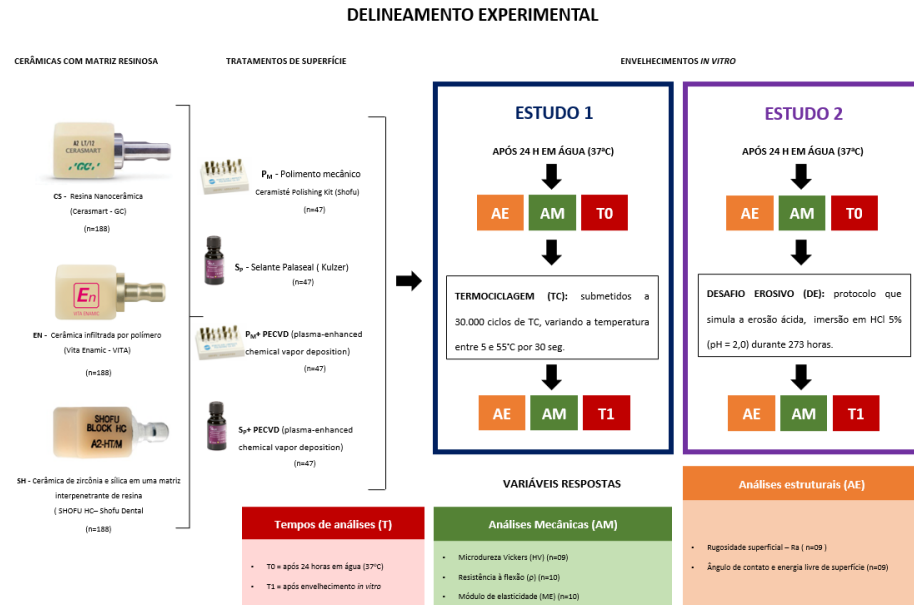 DELINEAMENTO EXPERIMENTAL
CERÂMICAS COM MATRIZ RESINOSA
TRATAMENTOS DE SUPERFÍCIE
ENVELHECIMENTOS IN VITRO
A2 LT/12
CERASMART
GC
CS - Resina Nanocerâmica
(Cerasmart - GC)
(n=188)
En
VITA ENAMIC
EN - Cerâmica infiltrada por polímero
(Vita Enamic - VITA)
(n=188)
SHOFU
BLOCK HC
A2-HT/M
SH - Cerâmica de zircônia e sílica em uma matriz
interpenetrante de resina
( SHOFU HC– Shofu Dental
(n=188)
PM - Polimento mecânico
Ceramisté Polishing Kit (Shofu)
(n=47)
SP - Selante Palaseal ( Kulzer)
(n=47)
PM+ PECVD (plasma-enhanced
chemical vapor deposition)
(n=47)
SP+ PECVD (plasma-enhanced
chemical vapor deposition)
(n=47)
ESTUDO 1
APÓS 24 H EM ÁGUA (37ºC)
AE AM T0
TERMOCICLAGEM (TC): submetidos a
30.000 ciclos de TC, variando a temperatura
entre 5 e 55°C por 30 seg.
AE AM T1
ESTUDO 2
APÓS 24 H EM ÁGUA (37ºC)
AE AM T0
DESAFIO EROSIVO (DE): protocolo que
simula a erosão ácida, imersão em HCl 5%
(pH = 2,0) durante 273 horas.
AE AM T1
VARIÁVEIS RESPOSTAS
Tempos de análises (T)
• T0 = após 24 horas em água (37ºC)
• T1 = após envelhecimento in vitro
Análises Mecânicas (AM)
• Microdureza Vickers (HV) (n=09)
• Resistência à flexão (ρ) (n=10)
• Módulo de elasticidade (ME) (n=10)
Análises estruturais (AE)
• Rugosidade superficial – Ra ( n=09 )
• Ângulo de contato e energia livre de superfície (n=09)